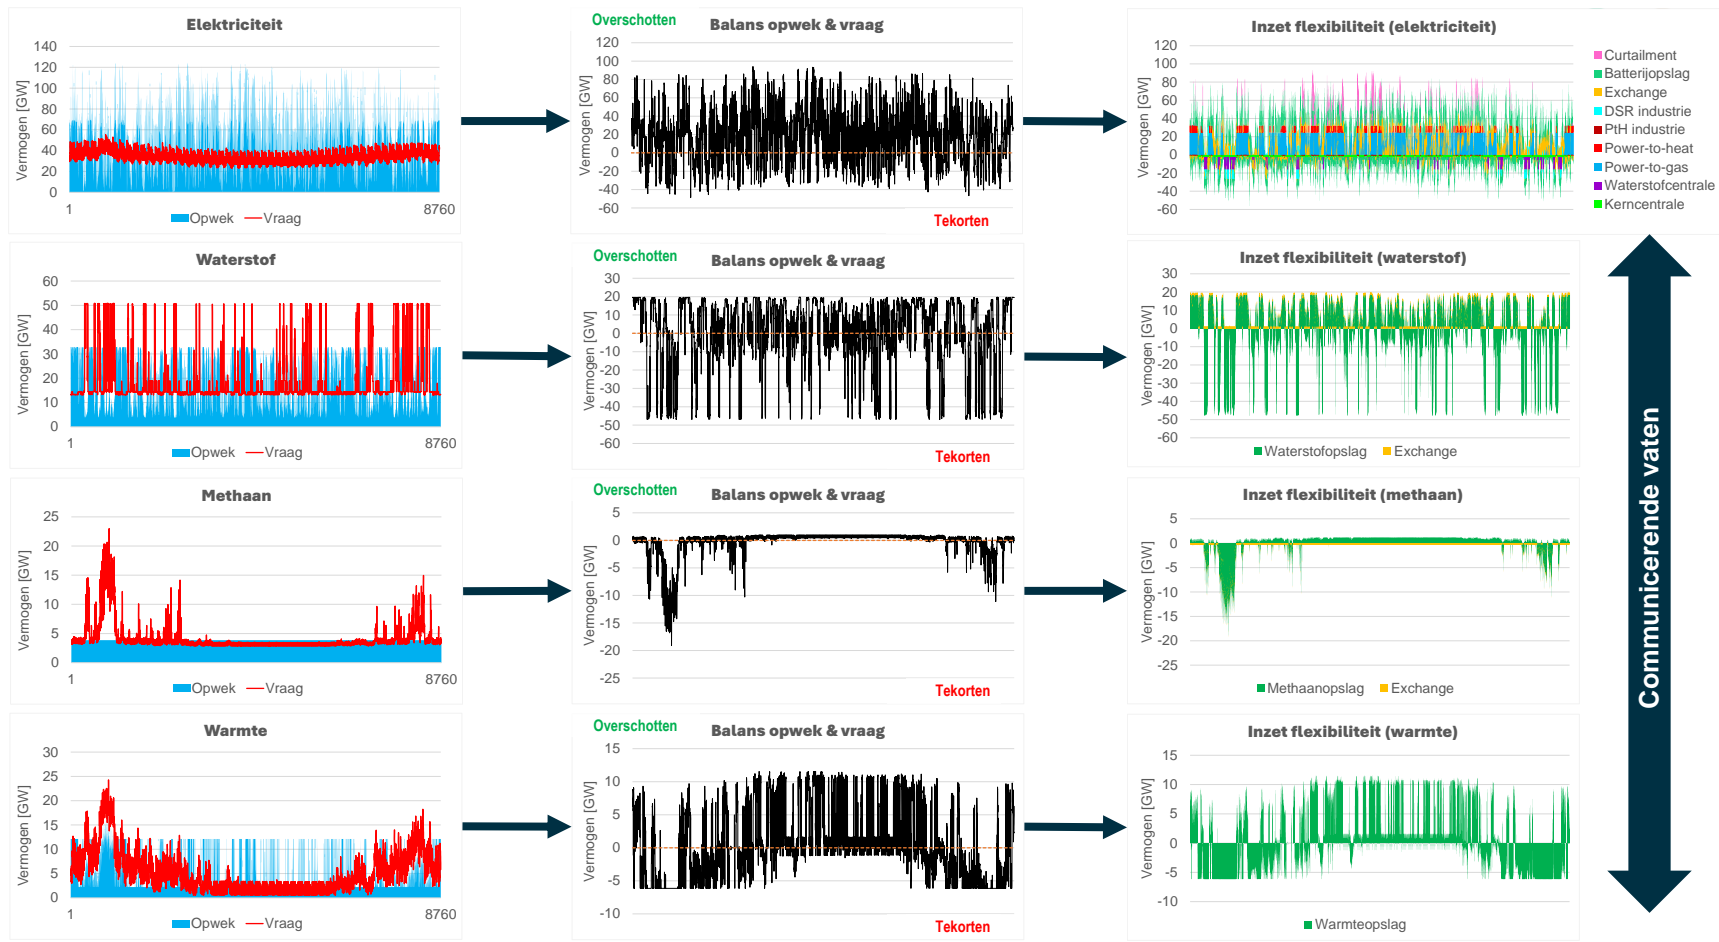 Elektriciteit
Vermogen [GW]
140
120
100
80
60
40
20
0
1
8760
Opwek
Vraag
Overschotten
Balans opwek & vraag
Vermogen [GW]
120
100
80
60
40
20
0
-20
-40
-60
Tekorten
Inzet flexibiliteit (elektriciteit)
Vermogen [GW]
120
100
80
60
40
20
0
-20
-40
-60
Curtailment
Batterijopslag
Exchange
DSR industrie
PtH industrie
Power-to-heat
Power-to-gas
Waterstofcentrale
Kerncentrale
Waterstof
Vermogen [GW]
60
50
40
30
20
10
0
1
8760
Opwek
Vraag
Overschotten
Balans opwek & vraag
Vermogen [GW]
30
20
10
0
-10
-20
-30
-40
-50
-60
Tekorten
Inzet flexibiliteit (waterstof)
Vermogen [GW]
30
20
10
0
-10
-20
-30
-40
-50
-60
Waterstofopslag
Exchange
Methaan
Vermogen [GW]
25
20
15
10
5
0
1
8760
Opwek
Vraag
Overschotten
Balans opwek & vraag
Vermogen [GW]
5
0
-5
-10
-15
-20
-25
Tekorten
Inzet flexibiliteit (methaan)
Vermogen [GW]
5
0
-5
-10
-15
-20
-25
Methaanopslag
Exchange
Warmte
Vermogen [GW]
30
25
20
15
10
5
0
1
8760
Opwek
Vraag
Overschotten
Balans opwek & vraag
Vermogen [GW]
15
10
5
0
-5
-10
Tekorten
Inzet flexibiliteit (warmte)
Vermogen [GW]
15
10
5
0
-5
-10
Warmteopslag
Communicerende vaten